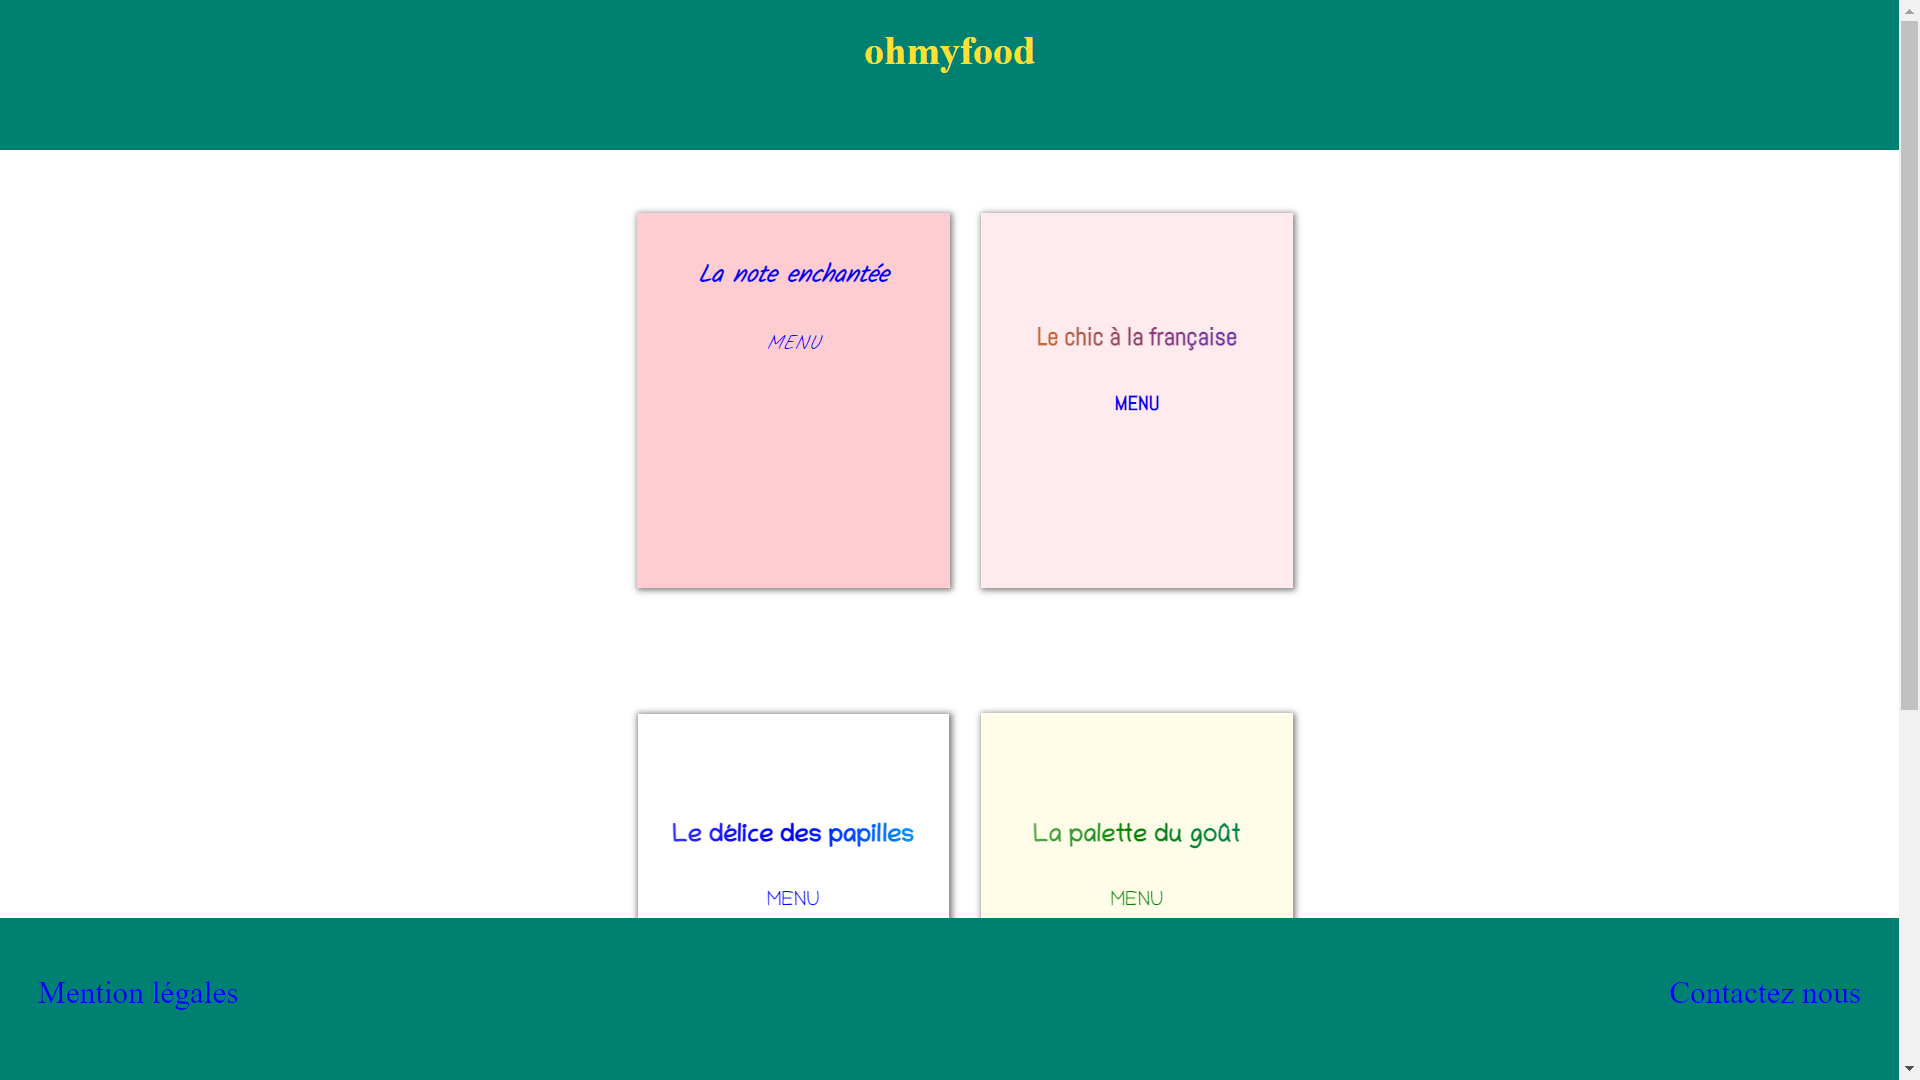 ohmyfood
La note enchantée
MENU
Le chic à la française
MENU
Le délice des papilles
MENU
La palette du goût
MENU
Mention légales
Contactez nous